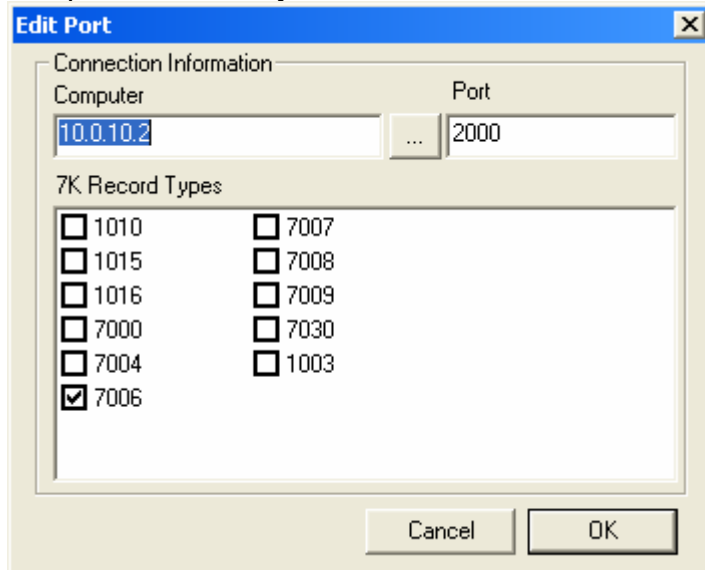 Edit Port
Connection Information
Computer Port
10.0.10.2 ... 2000
7K Record Types
1010 7007
1015 7008
1016 7009
7000 7030
7004 1003
7006
Cancel OK